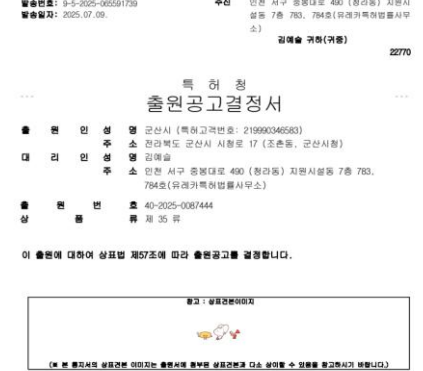 발송번호: 9-5-2025-065591739
발송일자: 2025.07.09.
수신 인천 서구 중봉대로 490 (청라동) 지원시
설동 7층 783, 784호(유레카특허법률사무
소)
김예슬 귀하(귀중)
22770
특 허 청
출원공고결정서
출 원 인 성 명 군산시 (특허고객번호: 219990346583)
주 소 전라북도 군산시 시청로 17 (조촌동, 군산시청)
대 리 인 성 명 김예슬
주 소 인천 서구 중봉대로 490 (청라동) 지원시설동 7층 783,
784호(유레카특허법률사무소)
출 원 번 호 40-2025-0087444
상 품 류 제 35 류
이 출원에 대하여 상표법 제57조에 따라 출원공고를 결정합니다.
참고 : 상표견본이미지
(※ 본 통지서의 상표견본 이미지는 출원서에 첨부된 상표견본과 다소 상이할 수 있음을 참고하시기 바랍니다.)